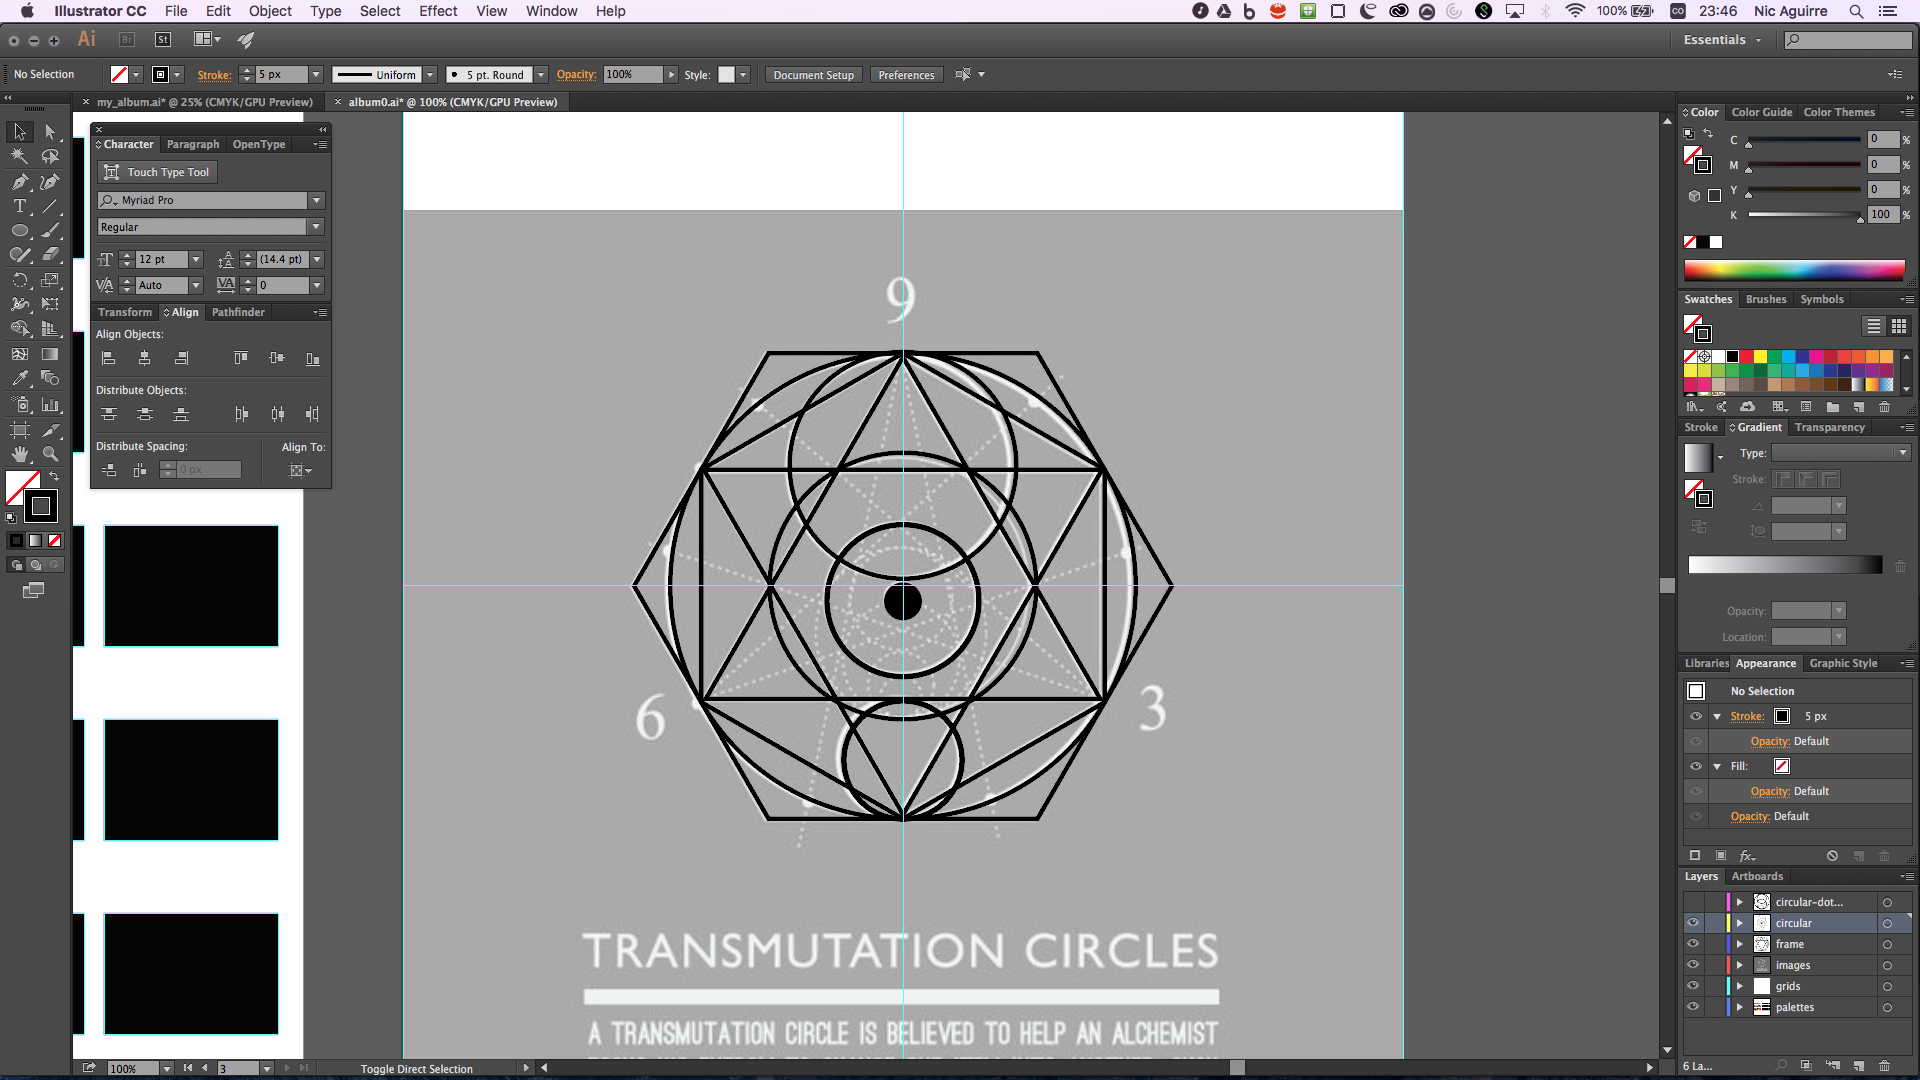 Illustrator CC File Edit Object Type Select Effect View Window Help 100% 23:46 Nic Aguirre
Ai Br St Essentials
No Selection Stroke: 5 px Uniform 5 pt. Round Opacity: 100% Style: Document Setup Preferences
my_album.ai* @ 25% (CMYK/GPU Preview) album0.ai* @ 100% (CMYK/GPU Preview)
Character Paragraph OpenType
Touch Type Tool
Myriad Pro
Regular
12 pt (14.4 pt)
Auto 0
Transform Align Pathfinder
Align Objects:
Distribute Objects:
Distribute Spacing: Align To:
0 px
9
6
3
TRANSMUTATION CIRCLES
A TRANSMUTATION CIRCLE IS BELIEVED TO HELP AN ALCHEMIST
100% 3 Toggle Direct Selection
Color Color Guide Color Themes
C 0 %
M 0 %
Y 0 %
K 100 %
Swatches Brushes Symbols
Stroke Gradient Transparency
Type:
Stroke:
Opacity:
Location:
Libraries Appearance Graphic Style
No Selection
Stroke: 5 px
Opacity: Default
Fill:
Opacity: Default
Opacity: Default
fx
Layers Artboards
circular-dot...
circular
frame
images
grids
palettes
6 La...